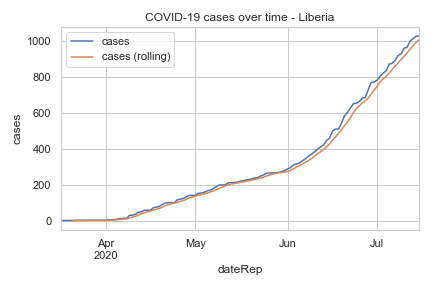 COVID-19 cases over time - Liberia
cases
cases (rolling)
1000
800
600
400
200
0
cases
Apr
2020
May
Jun
Jul
dateRep